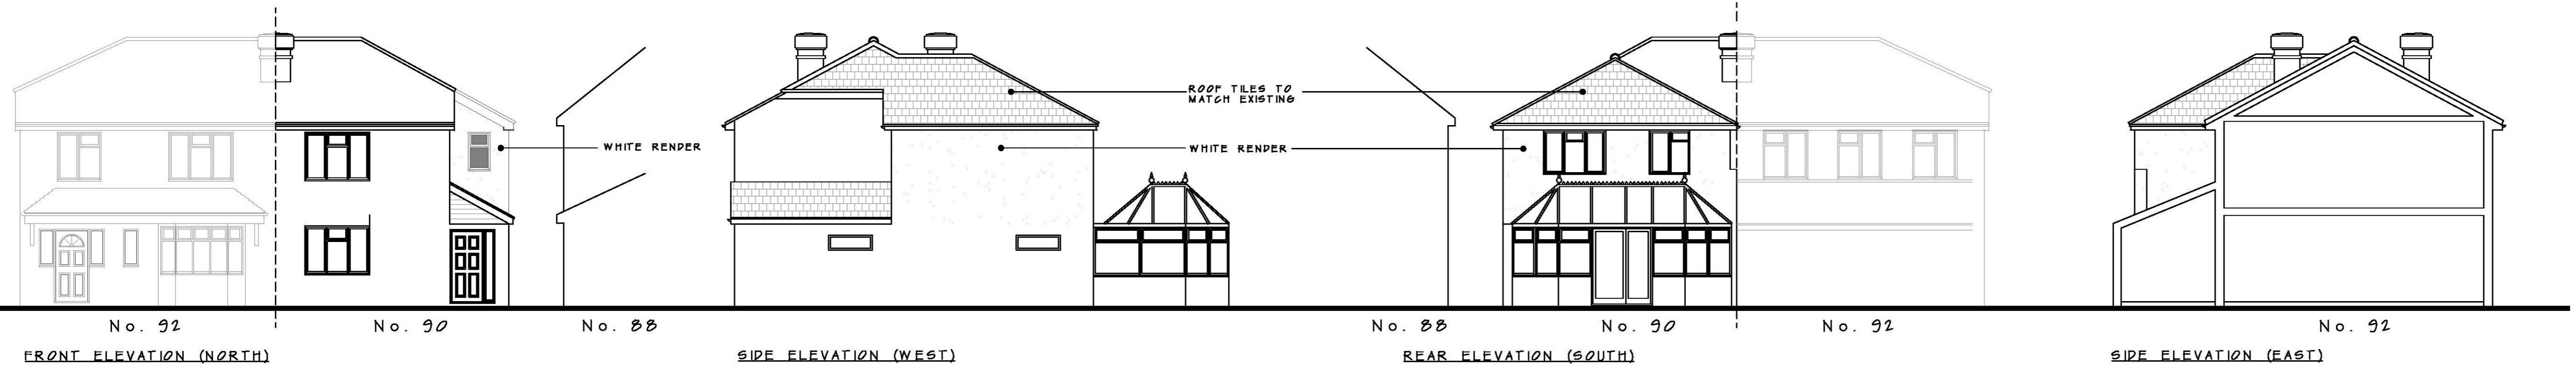 ROOF TILES TO
MATCH EXISTING
WHITE RENDER
WHITE RENDER
No. 92
No. 90
No. 88
No. 88
No. 90
No. 92
No. 92
FRONT ELEVATION (NORTH)
SIDE ELEVATION (WEST)
REAR ELEVATION (SOUTH)
SIDE ELEVATION (EAST)